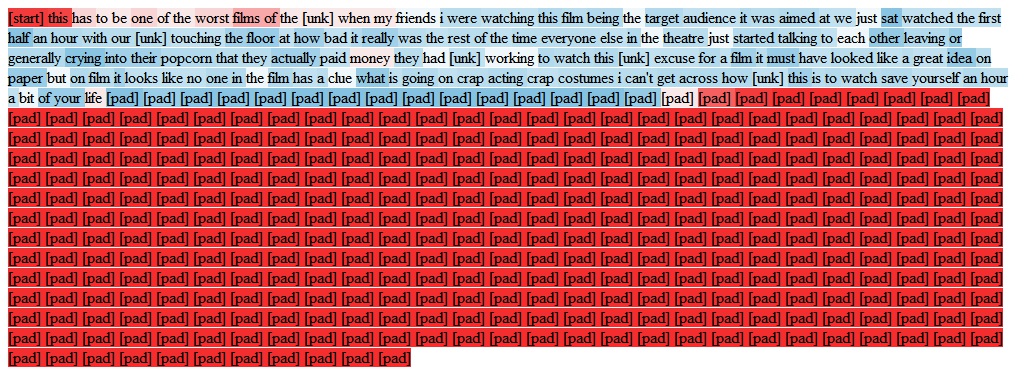 [start] this has to be one of the worst films of the [unk] when my friends i were watching this film being the target audience it was aimed at we just sat watched the first
half an hour with our [unk] touching the floor at how bad it really was the rest of the time everyone else in the theatre just started talking to each other leaving or
generally crying into their popcorn that they actually paid money they had [unk] working to watch this [unk] excuse for a film it must have looked like a great idea on
paper but on film it looks like no one in the film has a clue what is going on crap acting crap costumes i can't get across how [unk] this is to watch save yourself an hour
a bit of your life [pad] [pad] [pad] [pad] [pad] [pad] [pad] [pad] [pad] [pad] [pad] [pad] [pad] [pad] [pad] [pad] [pad] [pad] [pad] [pad] [pad] [pad] [pad] [pad]
[pad] [pad] [pad] [pad] [pad] [pad] [pad] [pad] [pad] [pad] [pad] [pad] [pad] [pad] [pad] [pad] [pad] [pad] [pad] [pad] [pad] [pad] [pad] [pad] [pad] [pad] [pad]
[pad] [pad] [pad] [pad] [pad] [pad] [pad] [pad] [pad] [pad] [pad] [pad] [pad] [pad] [pad] [pad] [pad] [pad] [pad] [pad] [pad] [pad] [pad] [pad] [pad] [pad] [pad]
[pad] [pad] [pad] [pad] [pad] [pad] [pad] [pad] [pad] [pad] [pad] [pad] [pad] [pad] [pad] [pad] [pad] [pad] [pad] [pad] [pad] [pad] [pad] [pad] [pad] [pad] [pad]
[pad] [pad] [pad] [pad] [pad] [pad] [pad] [pad] [pad] [pad] [pad] [pad] [pad] [pad] [pad] [pad] [pad] [pad] [pad] [pad] [pad] [pad] [pad] [pad] [pad] [pad] [pad]
[pad] [pad] [pad] [pad] [pad] [pad] [pad] [pad] [pad] [pad] [pad] [pad] [pad] [pad] [pad] [pad] [pad] [pad] [pad] [pad] [pad] [pad] [pad] [pad] [pad] [pad] [pad]
[pad] [pad] [pad] [pad] [pad] [pad] [pad] [pad] [pad] [pad] [pad] [pad] [pad] [pad] [pad] [pad] [pad] [pad] [pad] [pad] [pad] [pad] [pad] [pad] [pad] [pad] [pad]
[pad] [pad] [pad] [pad] [pad] [pad] [pad] [pad] [pad] [pad] [pad] [pad] [pad] [pad] [pad] [pad] [pad] [pad] [pad] [pad] [pad] [pad] [pad] [pad] [pad] [pad] [pad]
[pad] [pad] [pad] [pad] [pad] [pad] [pad] [pad] [pad] [pad] [pad] [pad] [pad] [pad] [pad] [pad] [pad] [pad] [pad] [pad] [pad] [pad] [pad] [pad] [pad] [pad] [pad]
[pad] [pad] [pad] [pad] [pad] [pad] [pad] [pad] [pad] [pad] [pad] [pad] [pad] [pad] [pad] [pad] [pad] [pad] [pad] [pad] [pad] [pad] [pad] [pad] [pad] [pad] [pad]
[pad] [pad] [pad] [pad] [pad] [pad] [pad] [pad] [pad] [pad] [pad] [pad] [pad] [pad] [pad] [pad] [pad] [pad] [pad] [pad] [pad] [pad] [pad] [pad] [pad] [pad] [pad]
[pad] [pad] [pad] [pad] [pad] [pad] [pad] [pad] [pad] [pad] [pad] [pad] [pad] [pad] [pad] [pad] [pad] [pad] [pad] [pad] [pad] [pad] [pad] [pad] [pad] [pad] [pad]
[pad] [pad] [pad] [pad] [pad] [pad] [pad] [pad] [pad] [pad] [pad] [pad] [pad] [pad] [pad] [pad] [pad] [pad] [pad] [pad] [pad] [pad] [pad] [pad] [pad] [pad] [pad]
[pad] [pad] [pad] [pad] [pad] [pad] [pad] [pad] [pad] [pad] [pad]